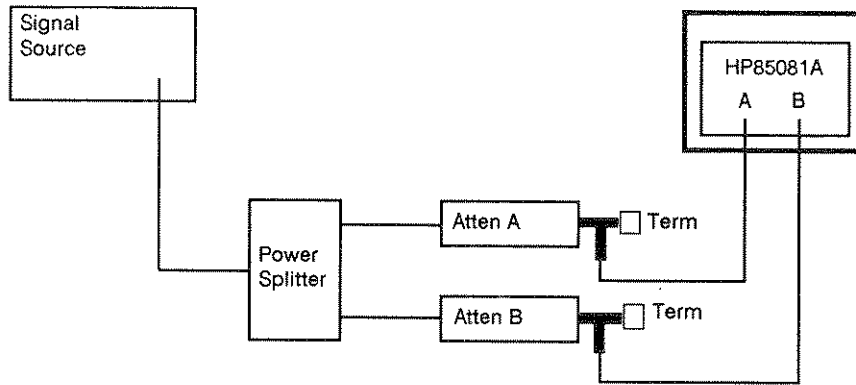 Signal
Source
HP85081A
A B
Atten A
Term
Power
Splitter
Atten B
Term